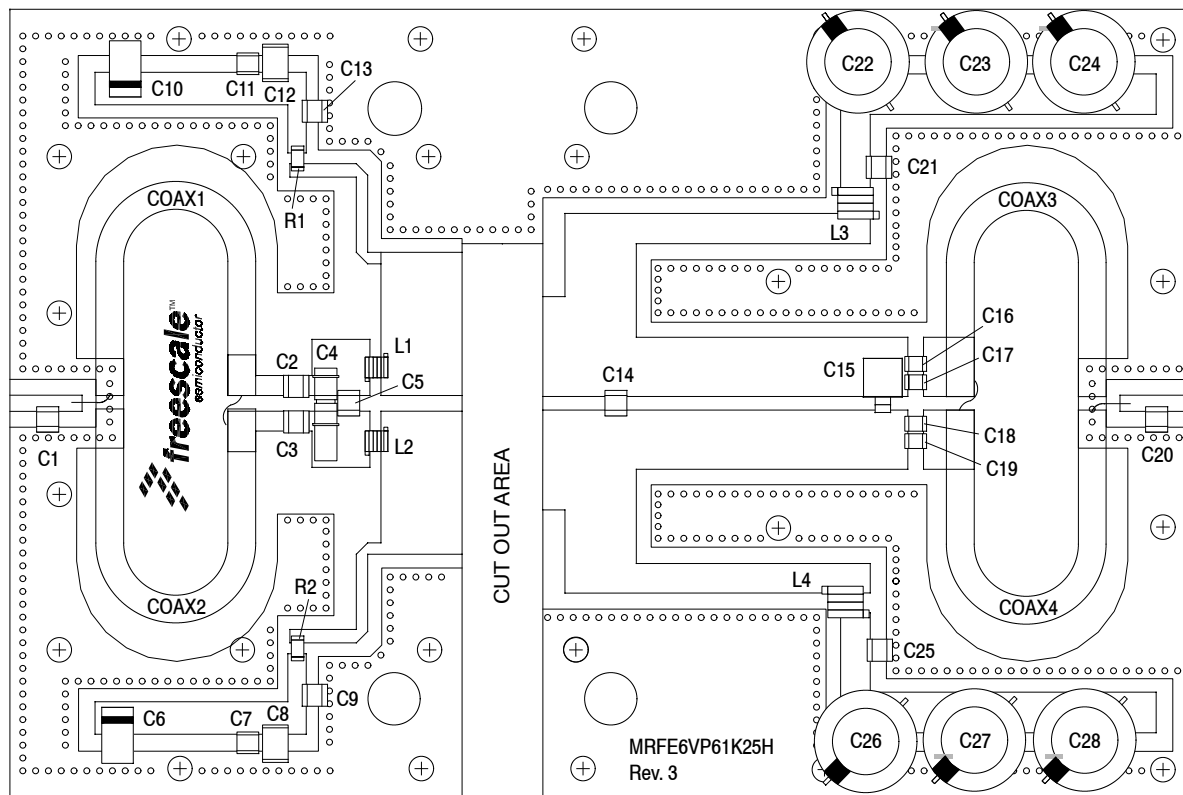 C22
C23
C24
C10
C11
C12
C13
R1
COAX1
COAX3
C21
L3
freescale™
semiconductor
C2
C4
L1
C5
C3
L2
C1
C14
C15
C16
C17
C18
C19
C20
CUT OUT AREA
COAX2
COAX4
R2
L4
C25
C6
C7
C8
C9
C26
C27
C28
MRFE6VP61K25H
Rev. 3